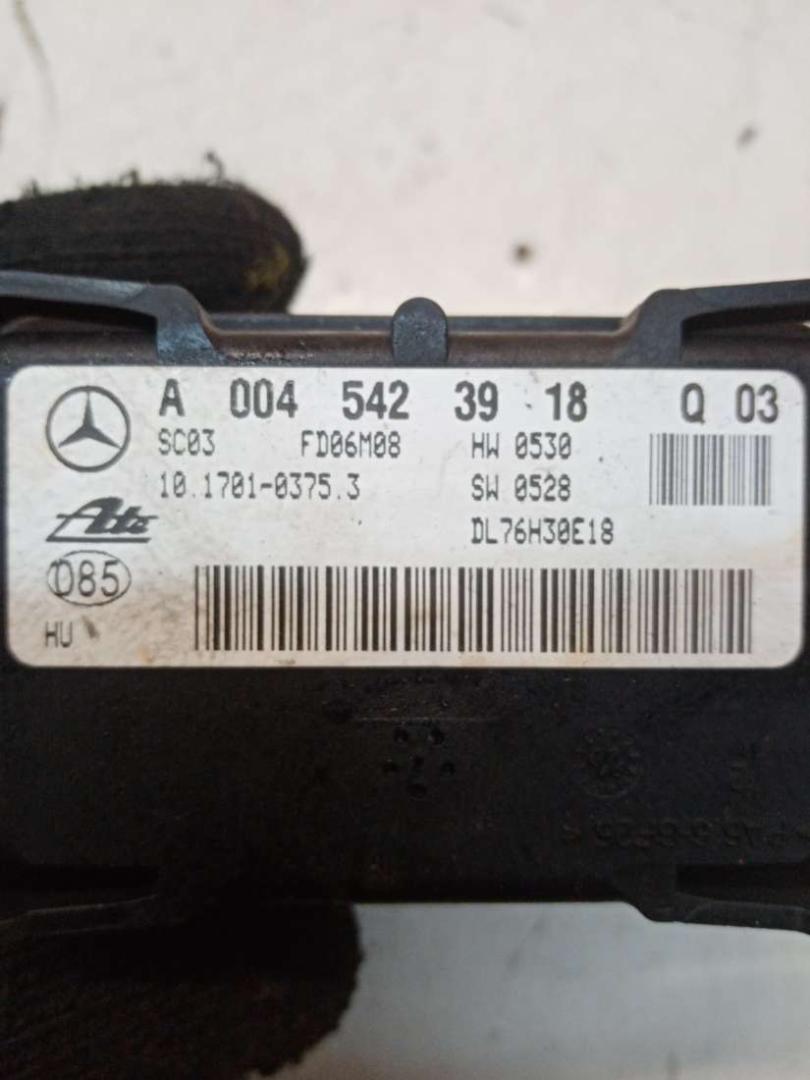 A 004 542 39 18 Q 03
SC03 FD06M08 HW 0530
10.1701-0375.3 SW 0528
Ate DL76H30E18
D85
HU